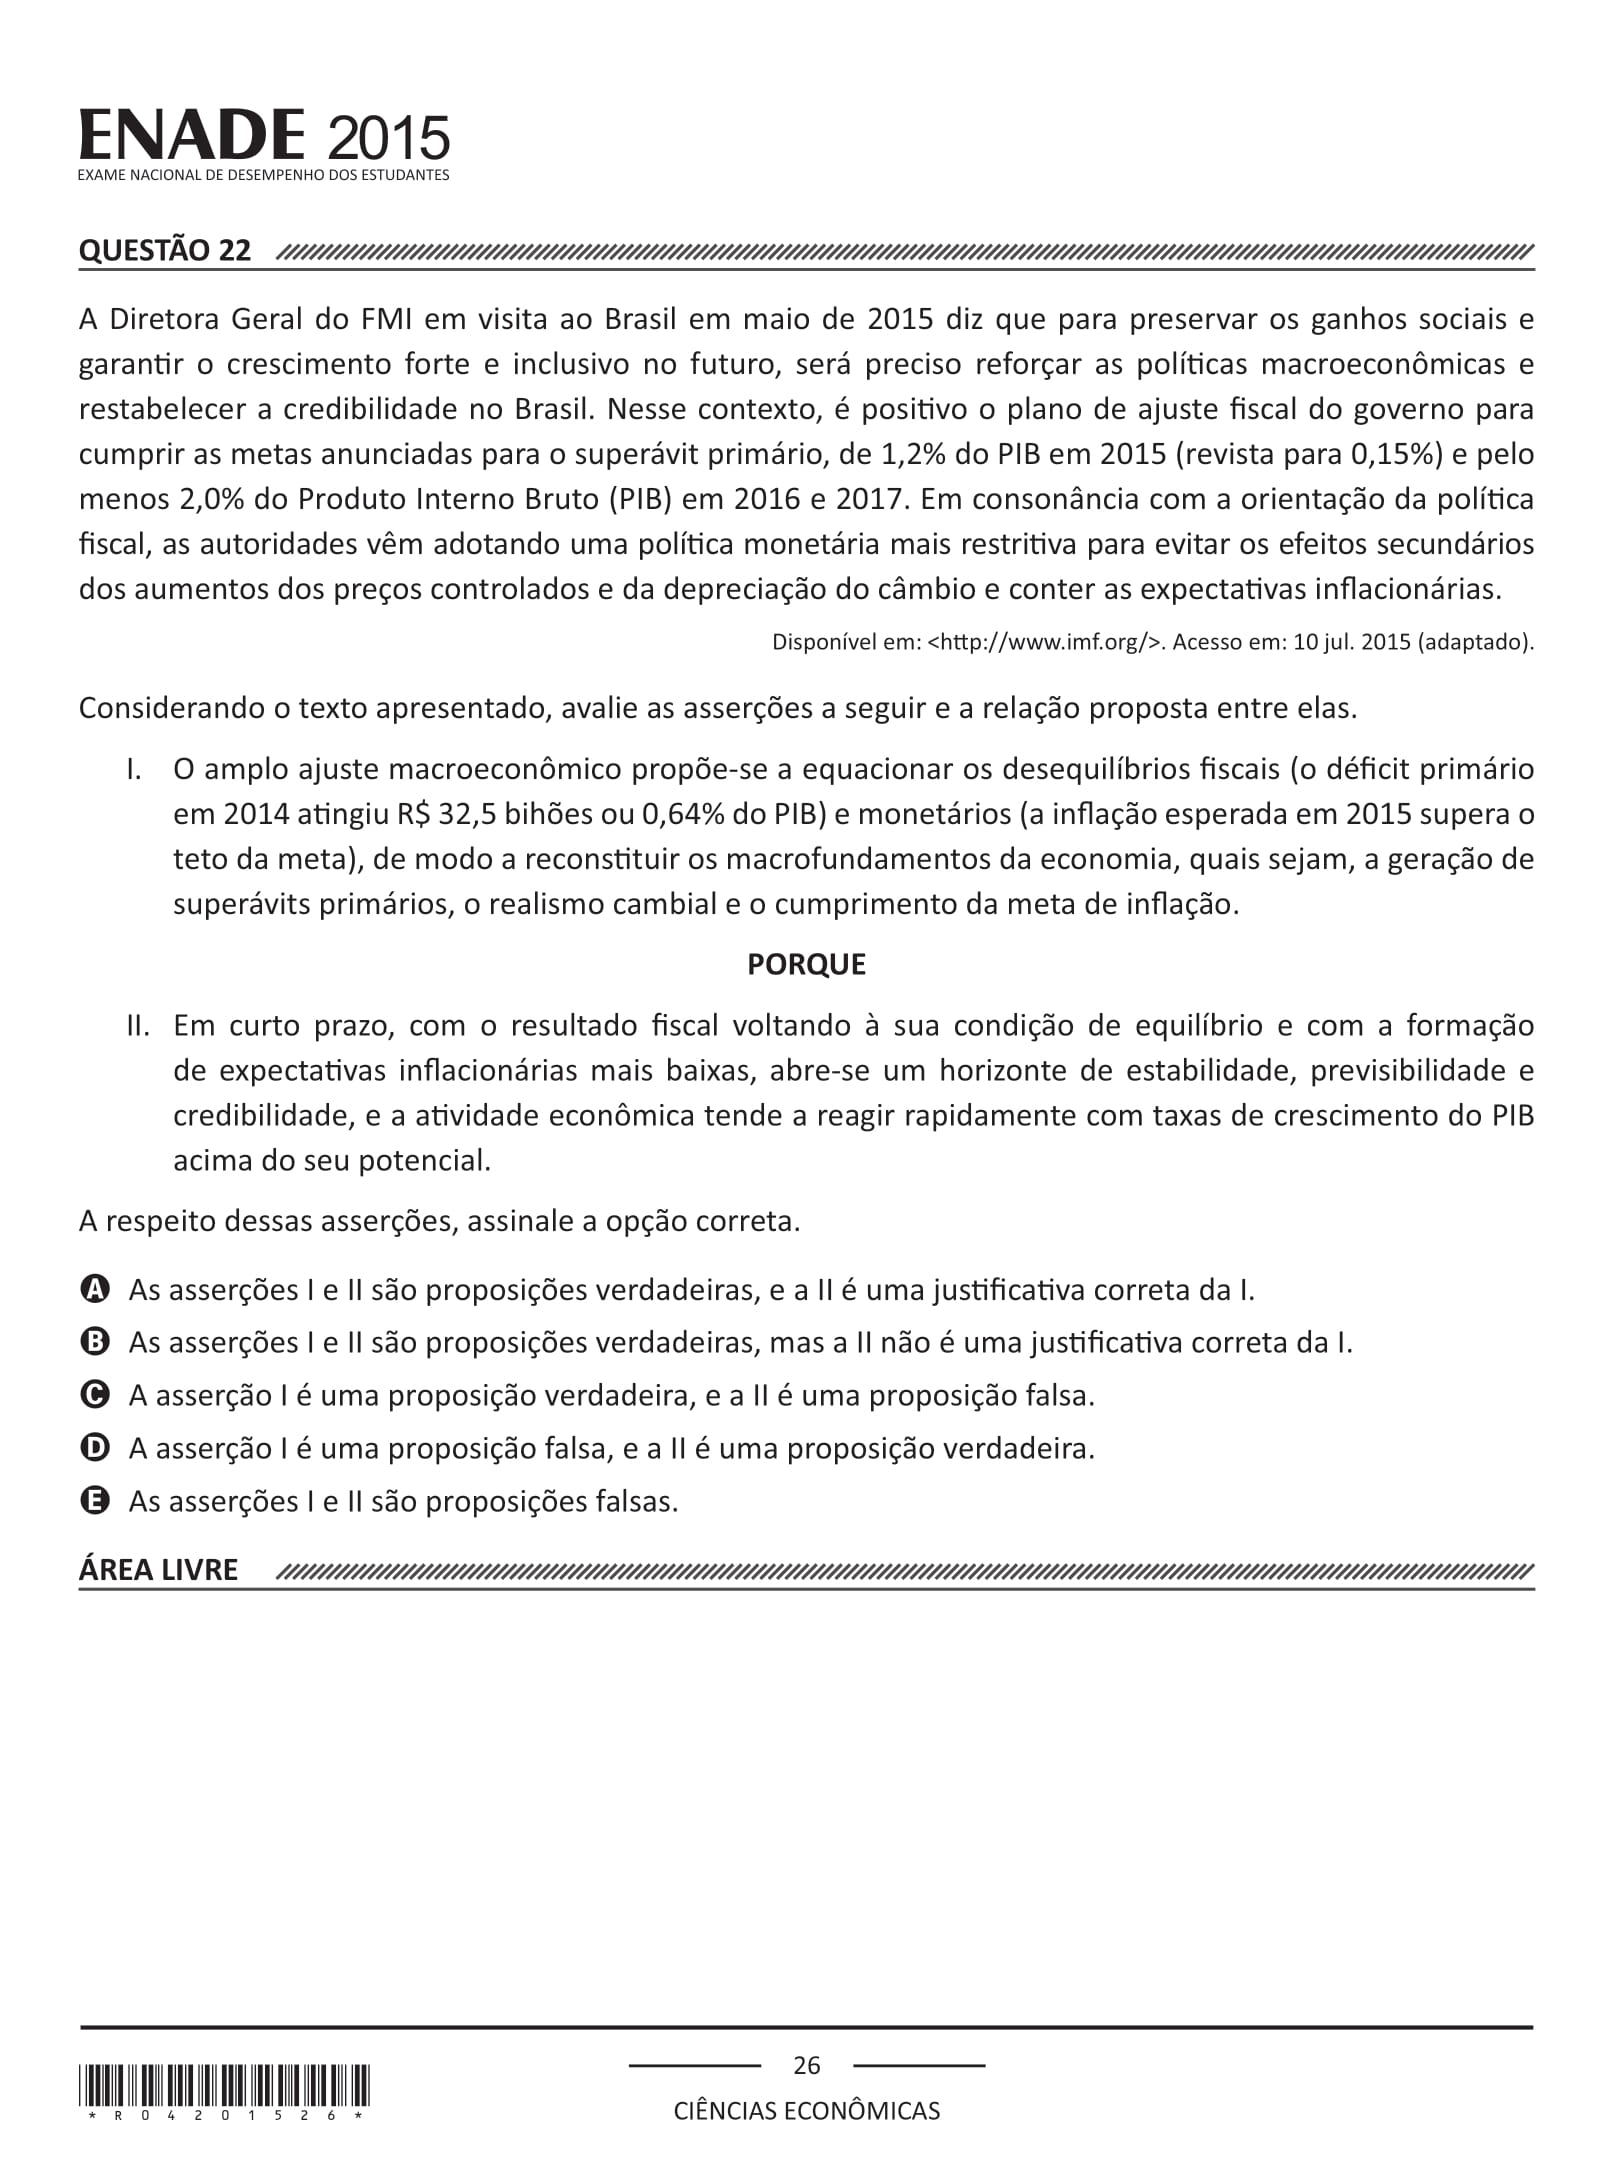 ENADE 2015
EXAME NACIONAL DE DESEMPENHO DOS ESTUDANTES
QUESTÃO 22
A Diretora Geral do FMI em visita ao Brasil em maio de 2015 diz que para preservar os ganhos sociais e
garantir o crescimento forte e inclusivo no futuro, será preciso reforçar as políticas macroeconômicas e
restabelecer a credibilidade no Brasil. Nesse contexto, é positivo o plano de ajuste fiscal do governo para
cumprir as metas anunciadas para o superávit primário, de 1,2% do PIB em 2015 (revista para 0,15%) e pelo
menos 2,0% do Produto Interno Bruto (PIB) em 2016 e 2017. Em consonância com a orientação da política
fiscal, as autoridades vêm adotando uma política monetária mais restritiva para evitar os efeitos secundários
dos aumentos dos preços controlados e da depreciação do câmbio e conter as expectativas inflacionárias.
Disponível em: <http://www.imf.org/>. Acesso em: 10 jul. 2015 (adaptado).
Considerando o texto apresentado, avalie as asserções a seguir e a relação proposta entre elas.
I. O amplo ajuste macroeconômico propõe-se a equacionar os desequilíbrios fiscais (o déficit primário
em 2014 atingiu R$ 32,5 bihões ou 0,64% do PIB) e monetários (a inflação esperada em 2015 supera o
teto da meta), de modo a reconstituir os macrofundamentos da economia, quais sejam, a geração de
superávits primários, o realismo cambial e o cumprimento da meta de inflação.
PORQUE
II. Em curto prazo, com o resultado fiscal voltando à sua condição de equilíbrio e com a formação
de expectativas inflacionárias mais baixas, abre-se um horizonte de estabilidade, previsibilidade e
credibilidade, e a atividade econômica tende a reagir rapidamente com taxas de crescimento do PIB
acima do seu potencial.
A respeito dessas asserções, assinale a opção correta.
A As asserções I e II são proposições verdadeiras, e a II é uma justificativa correta da I.
B As asserções I e II são proposições verdadeiras, mas a II não é uma justificativa correta da I.
C A asserção I é uma proposição verdadeira, e a II é uma proposição falsa.
D A asserção I é uma proposição falsa, e a II é uma proposição verdadeira.
E As asserções I e II são proposições falsas.
ÁREA LIVRE
26
*R04201526*
CIÊNCIAS ECONÔMICAS